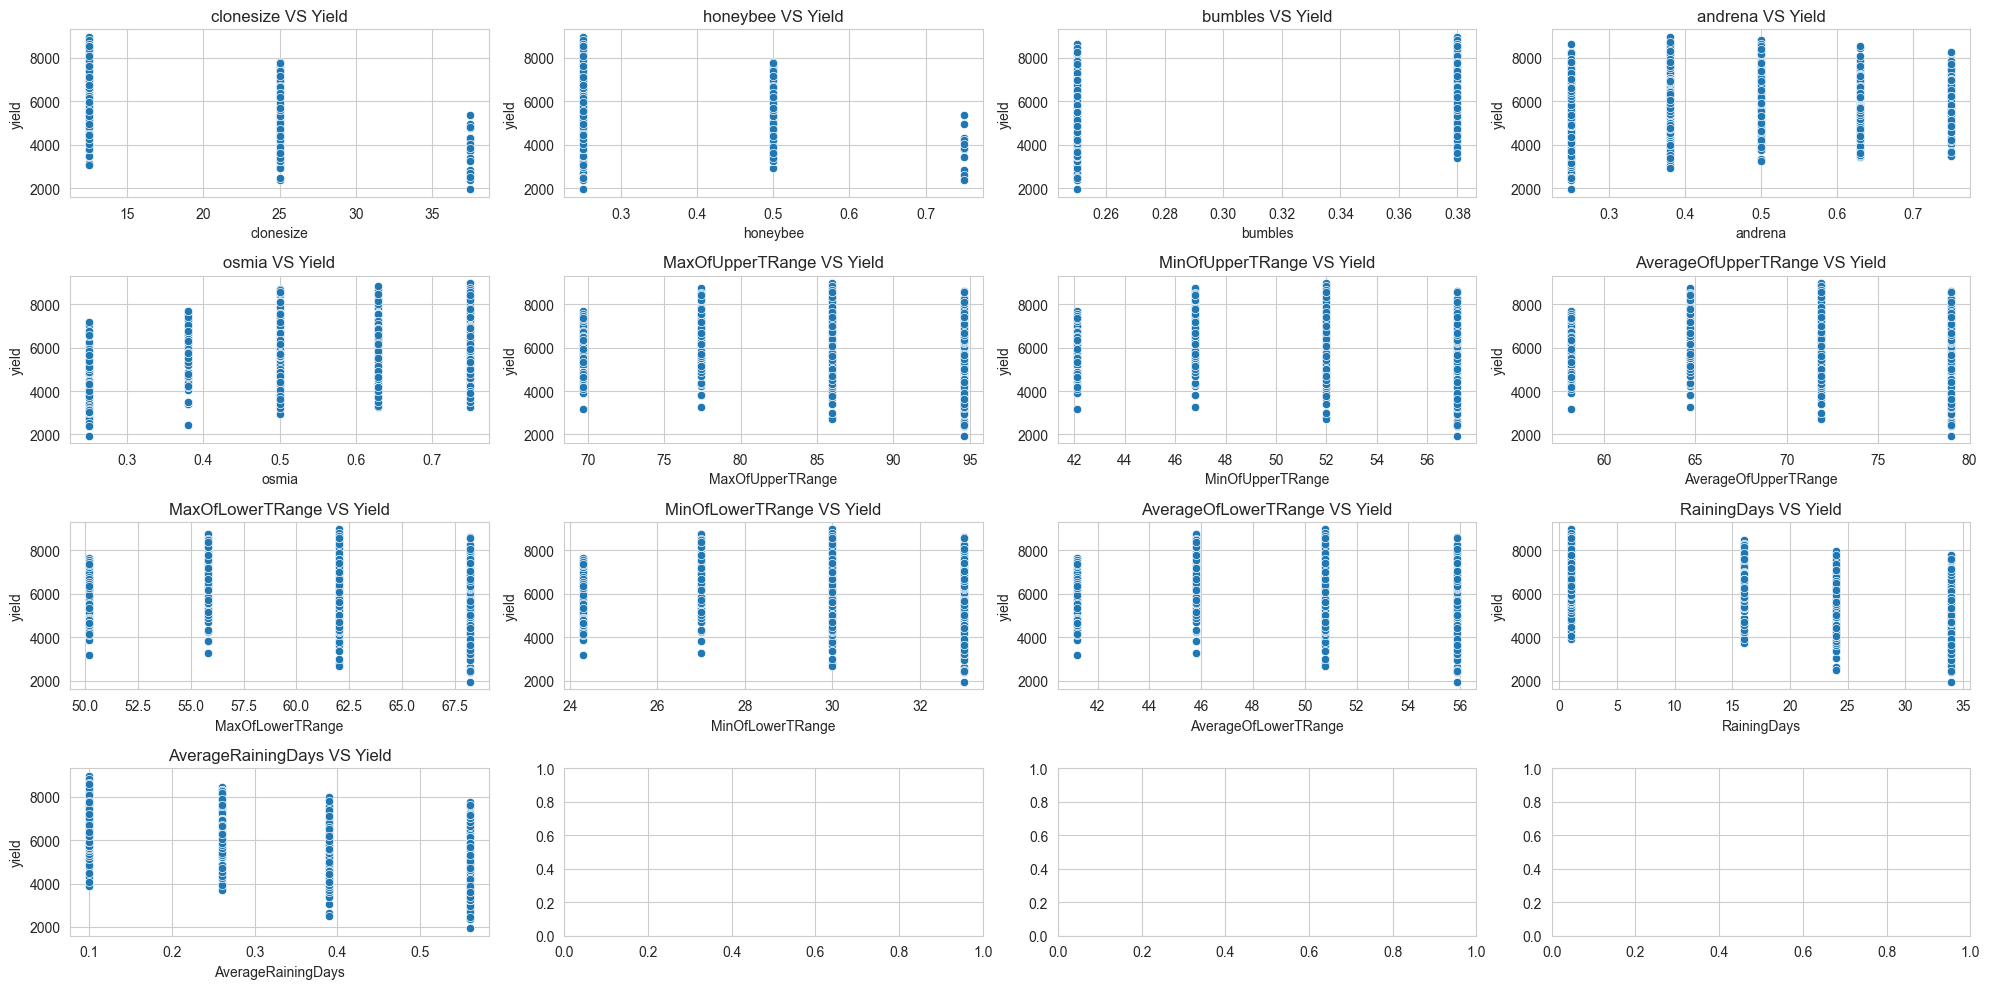 clonesize VS Yield
honeybee VS Yield
bumbles VS Yield
andrena VS Yield
8000
6000
4000
2000
yield
15 20 25 30 35
clonesize
8000
6000
4000
2000
yield
0.3 0.4 0.5 0.6 0.7
honeybee
8000
6000
4000
2000
yield
0.26 0.28 0.30 0.32 0.34 0.36 0.38
bumbles
8000
6000
4000
2000
yield
0.3 0.4 0.5 0.6 0.7
andrena
osmia VS Yield
MaxOfUpperTRange VS Yield
MinOfUpperTRange VS Yield
AverageOfUpperTRange VS Yield
8000
6000
4000
2000
yield
0.3 0.4 0.5 0.6 0.7
osmia
8000
6000
4000
2000
yield
70 75 80 85 90 95
MaxOfUpperTRange
8000
6000
4000
2000
yield
42 44 46 48 50 52 54 56
MinOfUpperTRange
8000
6000
4000
2000
yield
60 65 70 75 80
AverageOfUpperTRange
MaxOfLowerTRange VS Yield
MinOfLowerTRange VS Yield
AverageOfLowerTRange VS Yield
RainingDays VS Yield
8000
6000
4000
2000
yield
50.0 52.5 55.0 57.5 60.0 62.5 65.0 67.5
MaxOfLowerTRange
8000
6000
4000
2000
yield
24 26 28 30 32
MinOfLowerTRange
8000
6000
4000
2000
yield
42 44 46 48 50 52 54 56
AverageOfLowerTRange
8000
6000
4000
2000
yield
0 5 10 15 20 25 30 35
RainingDays
AverageRainingDays VS Yield
8000
6000
4000
2000
yield
0.1 0.2 0.3 0.4 0.5
AverageRainingDays
1.0
0.8
0.6
0.4
0.2
0.0
0.0 0.2 0.4 0.6 0.8 1.0
1.0
0.8
0.6
0.4
0.2
0.0
0.0 0.2 0.4 0.6 0.8 1.0
1.0
0.8
0.6
0.4
0.2
0.0
0.0 0.2 0.4 0.6 0.8 1.0